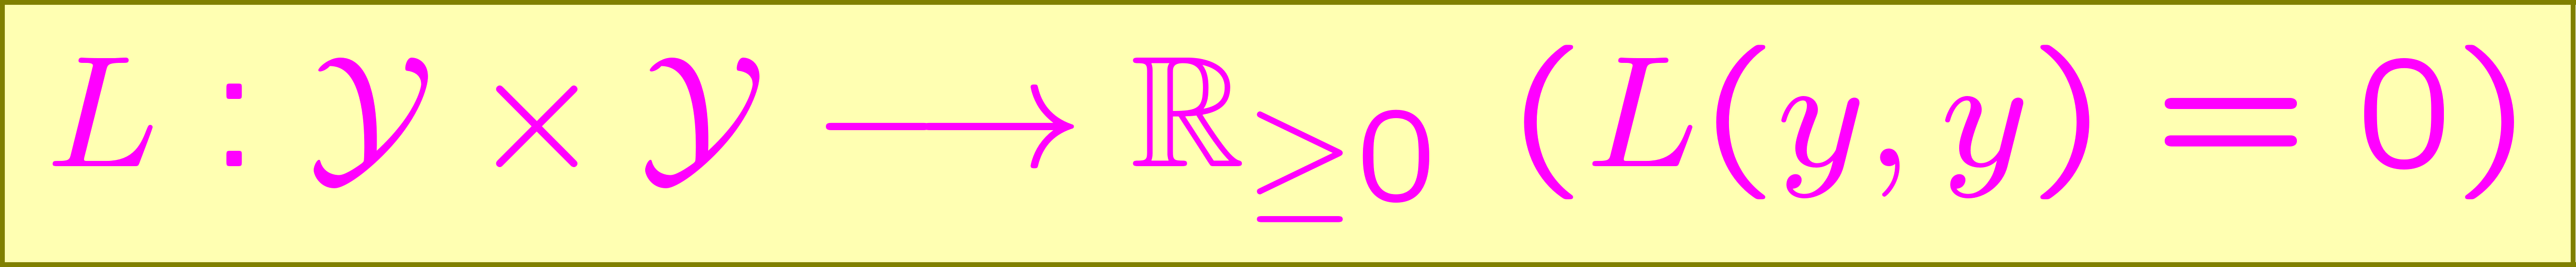 L : 𝒴 × 𝒴 ⟶ ℝ≥0 (L(y, y) = 0)